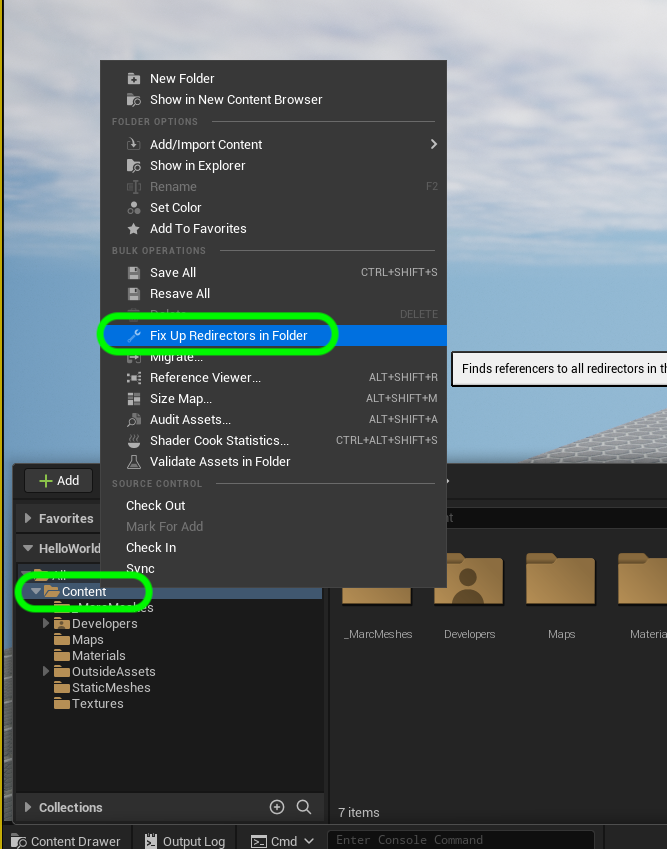 New Folder
Show in New Content Browser
FOLDER OPTIONS
Add/Import Content
Show in Explorer
Rename F2
Set Color
Add To Favorites
BULK OPERATIONS
Save All CTRL+SHIFT+S
Resave All
Delete DELETE
Fix Up Redirectors in Folder
Migrate...
Finds referencers to all redirectors in th
Reference Viewer... ALT+SHIFT+R
Size Map... ALT+SHIFT+M
Audit Assets... ALT+SHIFT+A
Shader Cook Statistics... CTRL+ALT+SHIFT+S
Validate Assets in Folder
SOURCE CONTROL
Check Out
Mark For Add
Check In
Sync
Add
Favorites
HelloWorld
All
Content
_MarcMeshes
Developers
Maps
Materials
OutsideAssets
StaticMeshes
Textures
nt
_MarcMeshes Developers Maps Materia
Collections
7 items
Content Drawer Output Log Cmd Enter Console Command